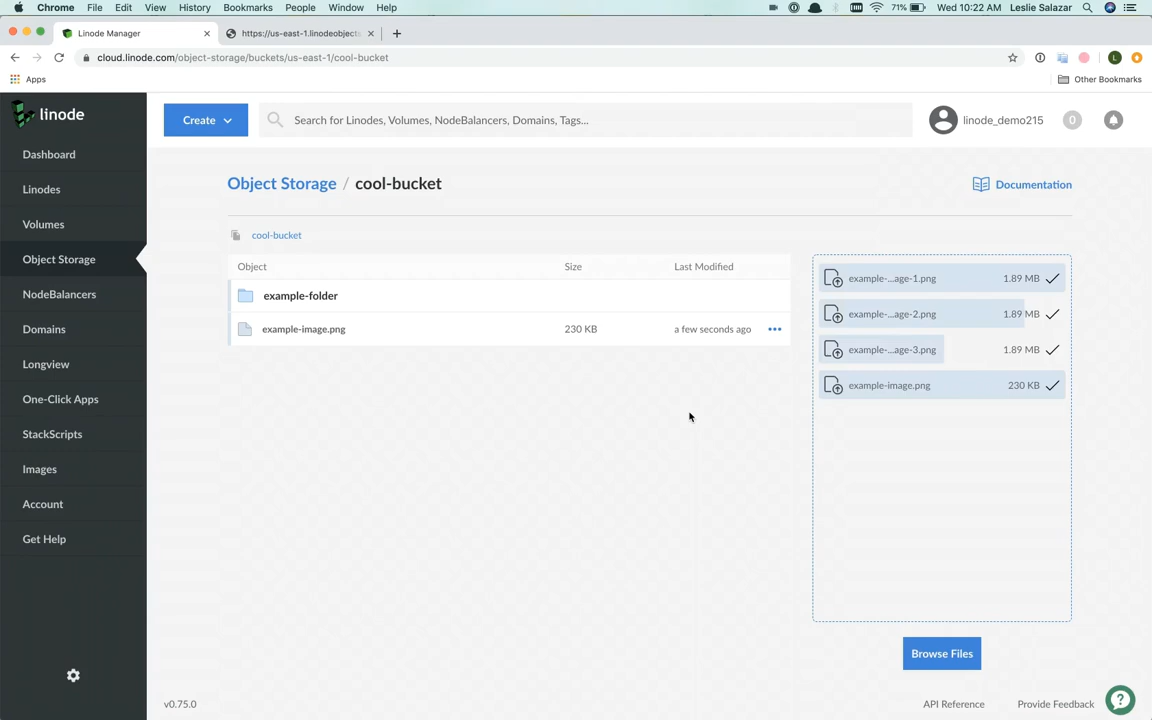 Chrome File Edit View History Bookmarks People Window Help 71% Wed 10:22 AM Leslie Salazar
Linode Manager https://us-east-1.linodeobjects
cloud.linode.com/object-storage/buckets/us-east-1/cool-bucket L
Apps Other Bookmarks
linode
Create Search for Linodes, Volumes, NodeBalancers, Domains, Tags... linode_demo215 0
Dashboard
Linodes
Volumes
Object Storage
NodeBalancers
Domains
Longview
One-Click Apps
StackScripts
Images
Account
Get Help
Object Storage / cool-bucket Documentation
cool-bucket
Object Size Last Modified
example-folder
example-image.png 230 KB a few seconds ago
example-...age-1.png 1.89 MB
example-...age-2.png 1.89 MB
example-...age-3.png 1.89 MB
example-image.png 230 KB
Browse Files
v0.75.0 API Reference Provide Feedback
?